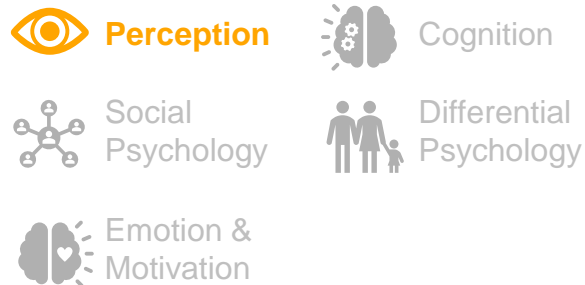 Perception
Cognition
Social
Psychology
Differential
Psychology
Emotion &
Motivation